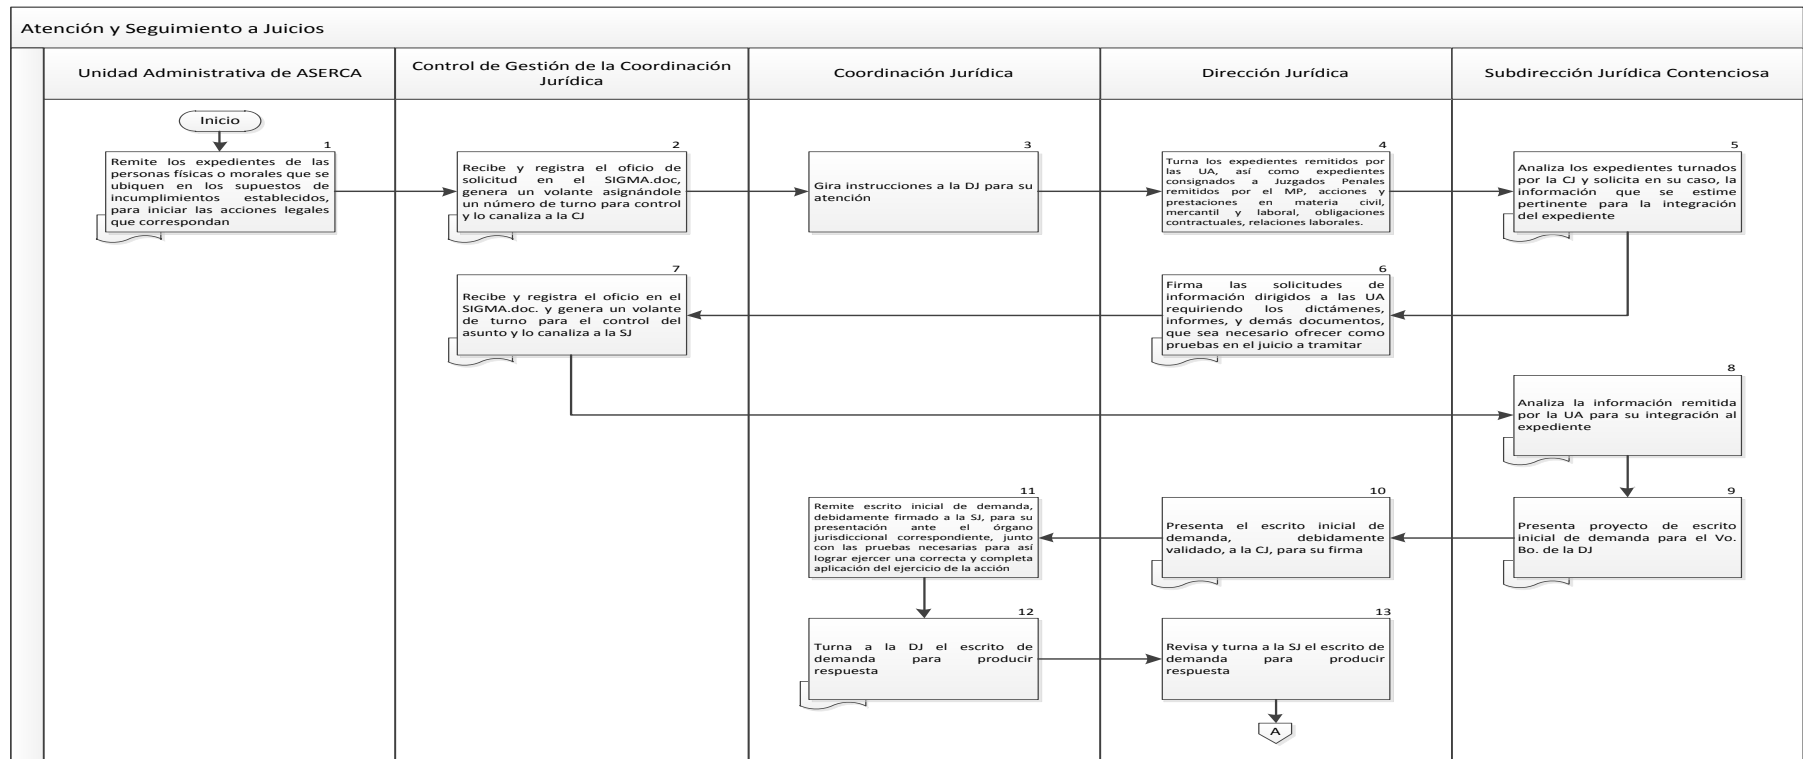 Atención y Seguimiento a Juicios
Unidad Administrativa de ASERCA
Control de Gestión de la Coordinación
Jurídica
Coordinación Jurídica
Dirección Jurídica
Subdirección Jurídica Contenciosa
Inicio
1
Remite los expedientes de las
personas físicas o morales que se
ubiquen en los supuestos de
incumplimientos establecidos,
para iniciar las acciones legales
que correspondan
2
Recibe y registra el oficio de
solicitud en el SIGMA.doc,
genera un volante asignándole
un número de turno para control
y lo canaliza a la CJ
3
Gira instrucciones a la DJ para su
atención
4
Turna los expedientes remitidos por
las UA, así como expedientes
consignados a Juzgados Penales
remitidos por el MP, acciones y
prestaciones en materia civil,
mercantil y laboral, obligaciones
contractuales, relaciones laborales.
5
Analiza los expedientes turnados
por la CJ y solicita en su caso, la
información que se estime
pertinente para la integración
del expediente
7
Recibe y registra el oficio en el
SIGMA.doc. y genera un volante
de turno para el control del
asunto y lo canaliza a la SJ
6
Firma las solicitudes de
información dirigidos a las UA
requiriendo los dictámenes,
informes, y demás documentos,
que sea necesario ofrecer como
pruebas en el juicio a tramitar
8
Analiza la información remitida
por la UA para su integración al
expediente
11
Remite escrito inicial de demanda,
debidamente firmado a la SJ, para su
presentación ante el órgano
jurisdiccional correspondiente, junto
con las pruebas necesarias para así
lograr ejercer una correcta y completa
aplicación del ejercicio de la acción
10
Presenta el escrito inicial de
demanda, debidamente
validado, a la CJ, para su firma
9
Presenta proyecto de escrito
inicial de demanda para el Vo.
Bo. de la DJ
12
Turna a la DJ el escrito de
demanda para producir
respuesta
13
Revisa y turna a la SJ el escrito de
demanda para producir
respuesta
A